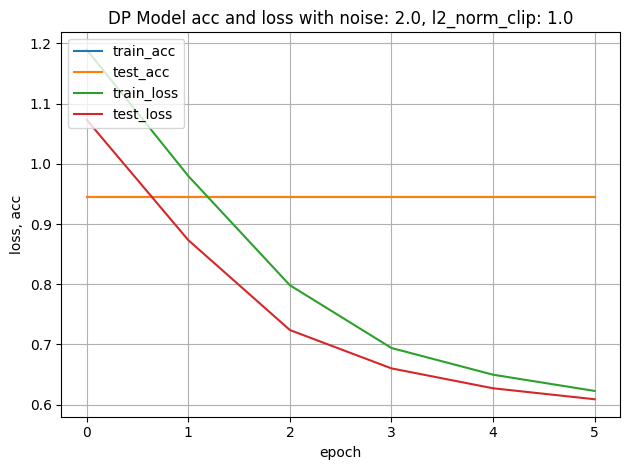 DP Model acc and loss with noise: 2.0, l2_norm_clip: 1.0
train_acc
test_acc
train_loss
test_loss
1.2
1.1
1.0
0.9
0.8
0.7
0.6
loss, acc
0 1 2 3 4 5
epoch